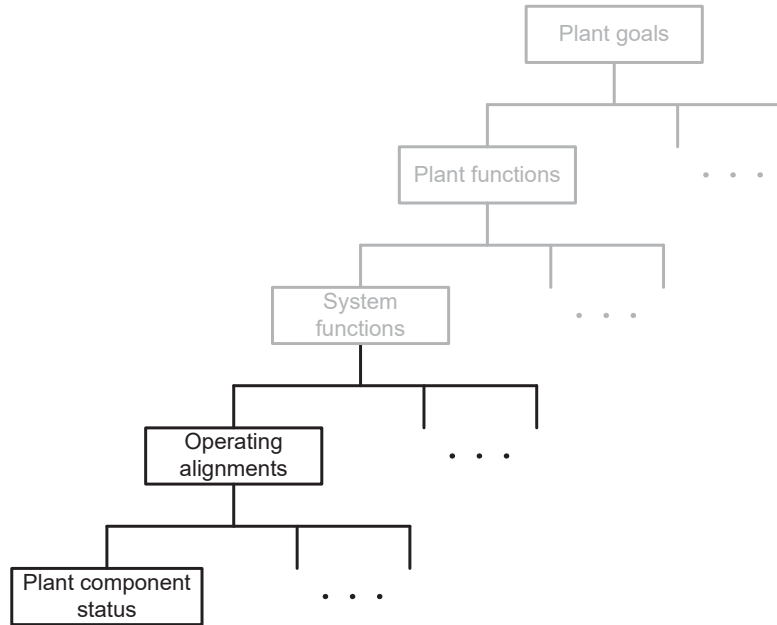 Plant goals
Plant functions
. . .
System
functions
. . .
Operating
alignments
. . .
Plant component
status
. . .